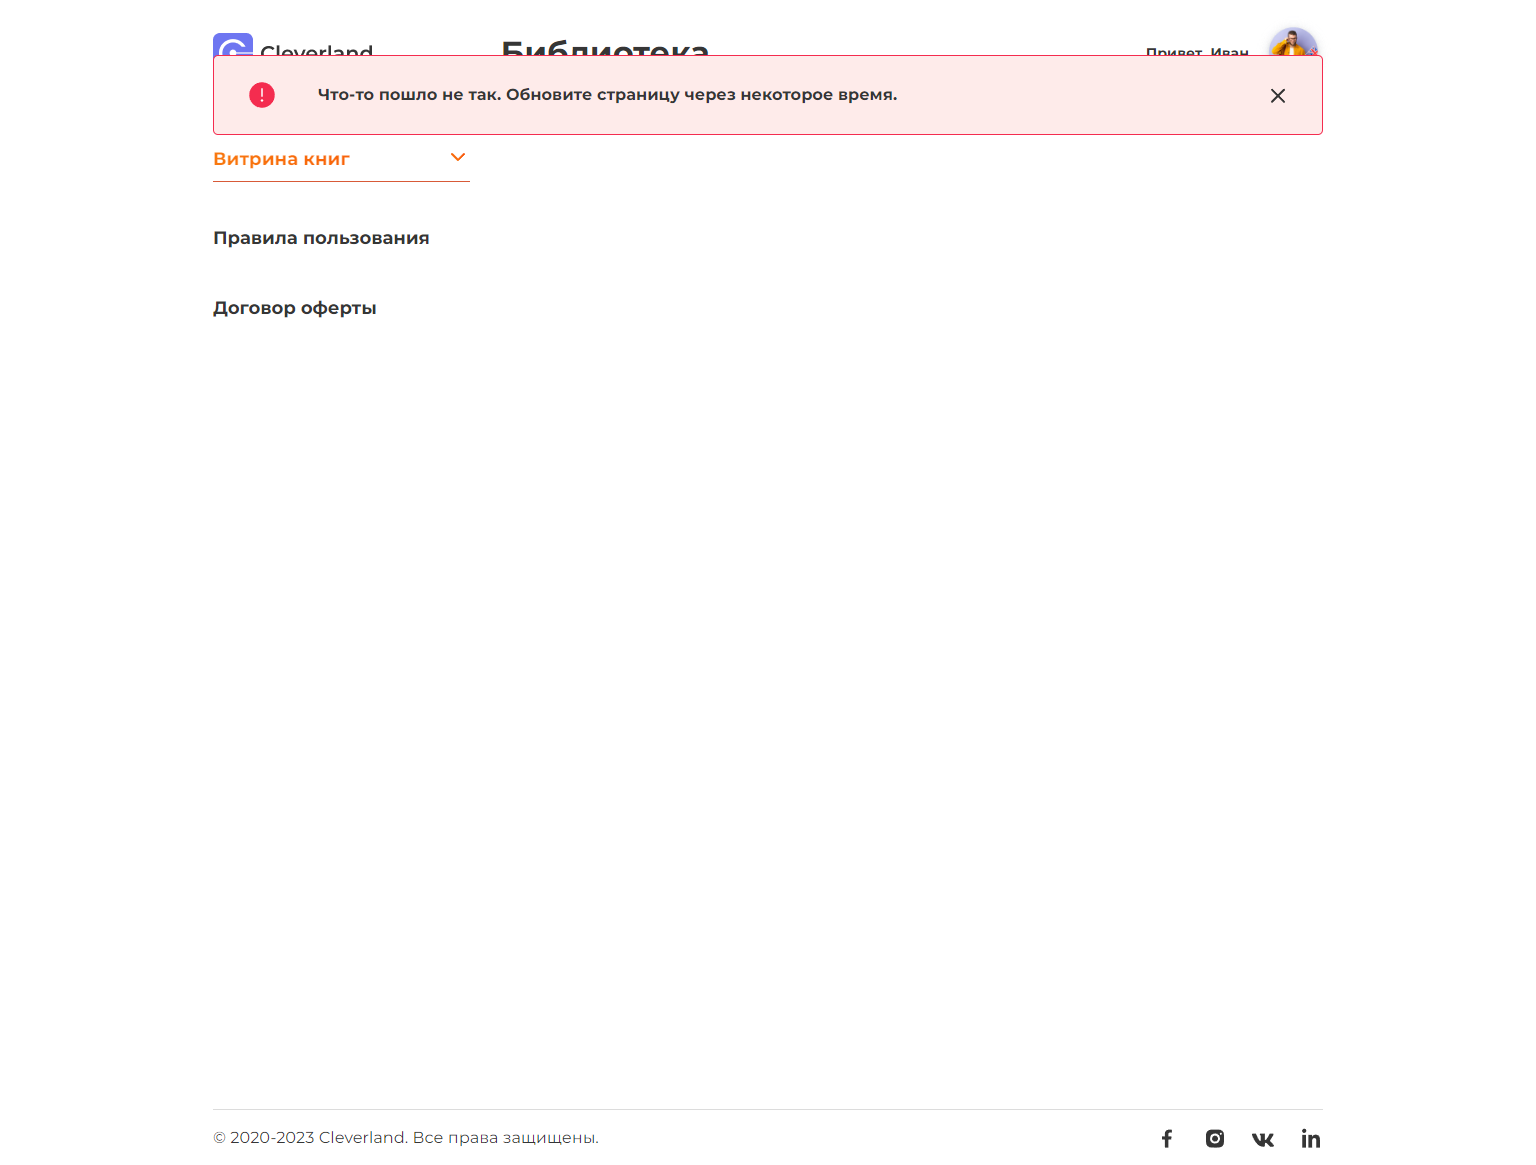 Cleverland
Библиотека
Привет, Иван
Что-то пошло не так. Обновите страницу через некоторое время.
Витрина книг
Правила пользования
Договор оферты
© 2020-2023 Cleverland. Все права защищены.